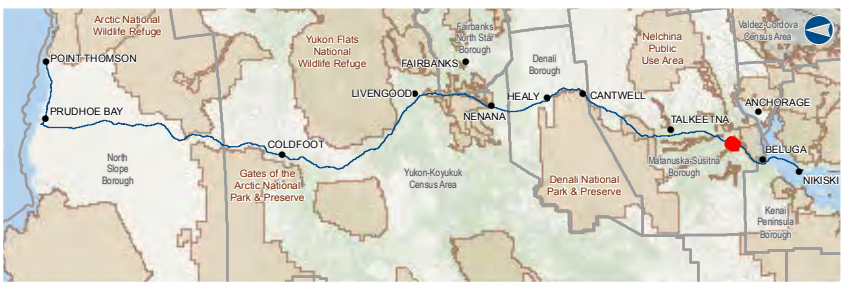 Arctic National
Wildlife Refuge
POINT THOMSON
PRUDHOE BAY
North
Slope
Borough
COLDFOOT
Gates of the
Arctic National
Park & Preserve
Yukon Flats
National
Wildlife Refuge
LIVENGOOD
FAIRBANKS
Fairbanks
North Star
Borough
Yukon-Koyukuk
Census Area
NENANA
HEALY
Denali
Borough
CANTWELL
Denali National
Park & Preserve
Nelchina
Public
Use Area
TALKEETNA
Matanuska-Susitna
Borough
Valdez-Cordova
Census Area
ANCHORAGE
BELUGA
NIKISKI
Kenai
Peninsula
Borough